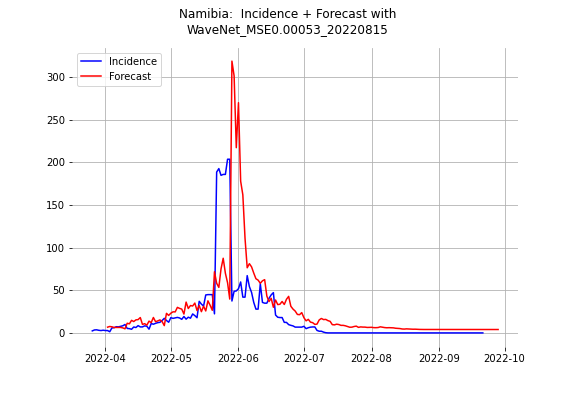 Namibia:  Incidence + Forecast with
WaveNet_MSE0.00053_20220815
Incidence
Forecast
300
250
200
150
100
50
0
2022-04 2022-05 2022-06 2022-07 2022-08 2022-09 2022-10